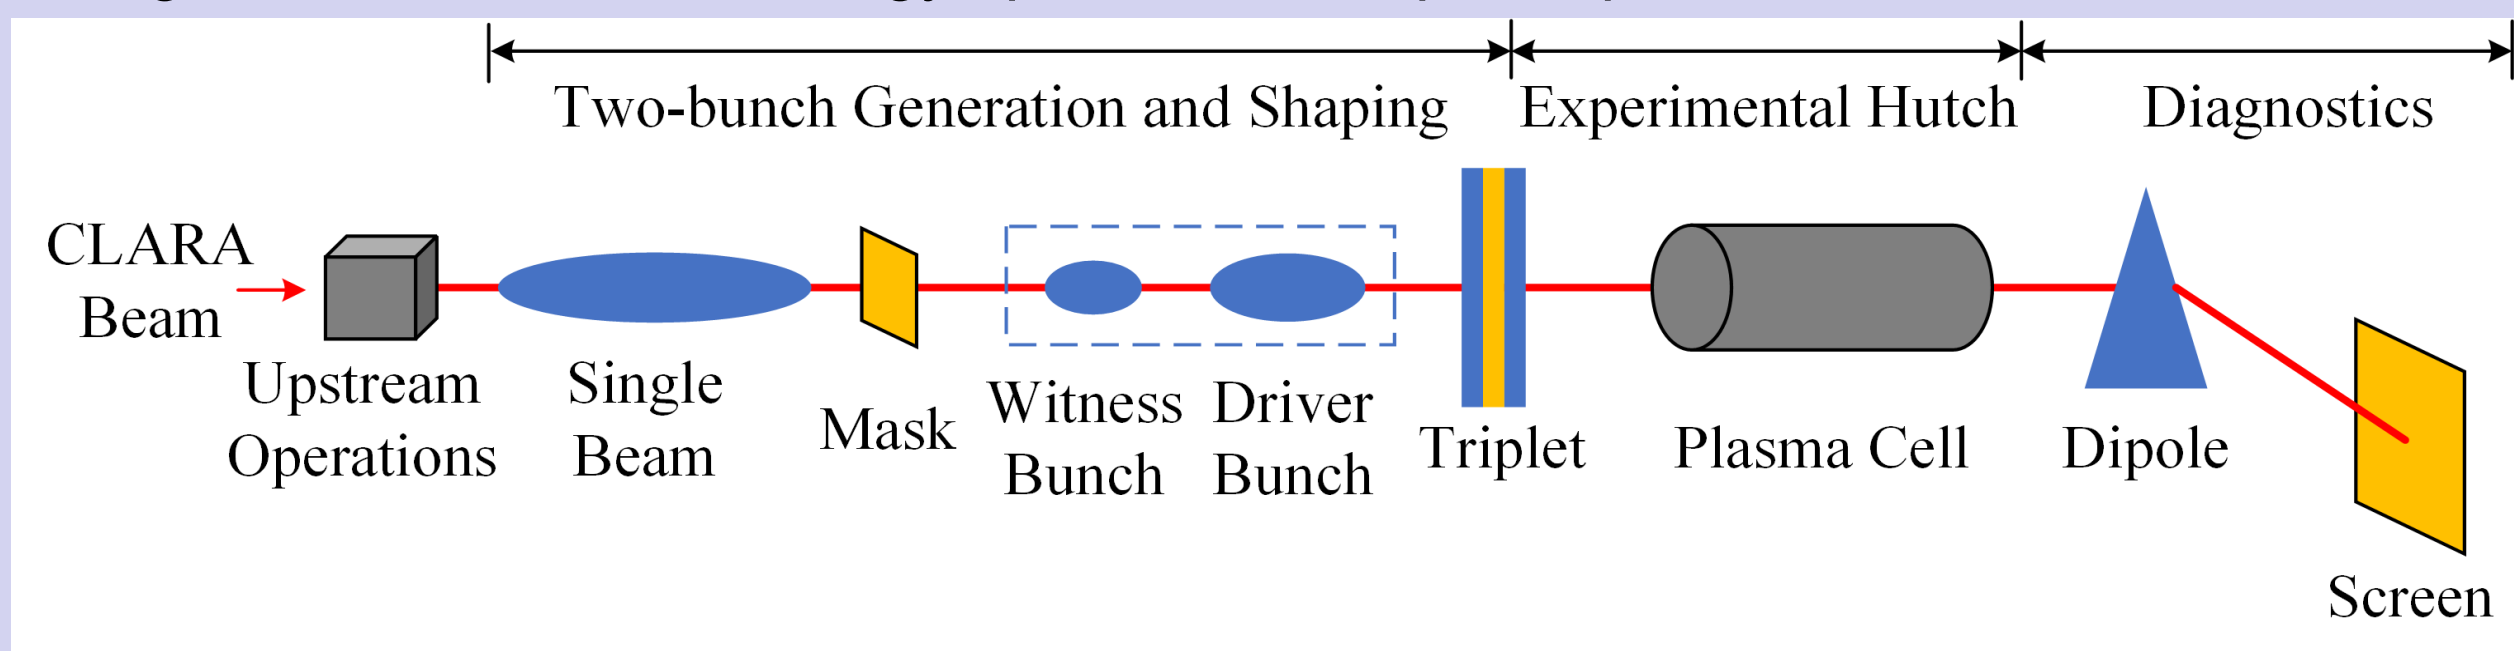 Two-bunch Generation and Shaping
Experimental Hutch
Diagnostics
CLARA
Beam
Upstream
Operations
Single
Beam
Mask
Witness
Bunch
Driver
Bunch
Triplet
Plasma Cell
Dipole
Screen